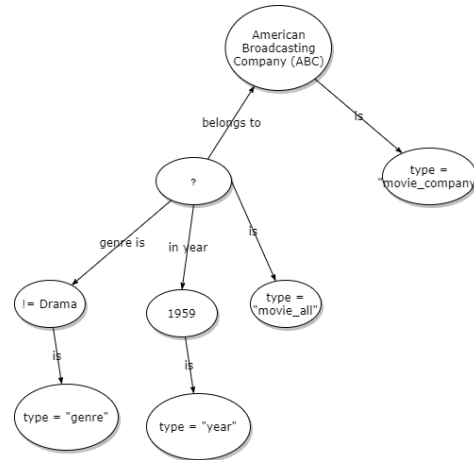 American
Broadcasting
Company (ABC)
belongs to
is
type =
"movie_company
?
genre is
in year
is
!= Drama
1959
type =
"movie_all"
is
is
type = "genre"
type = "year"